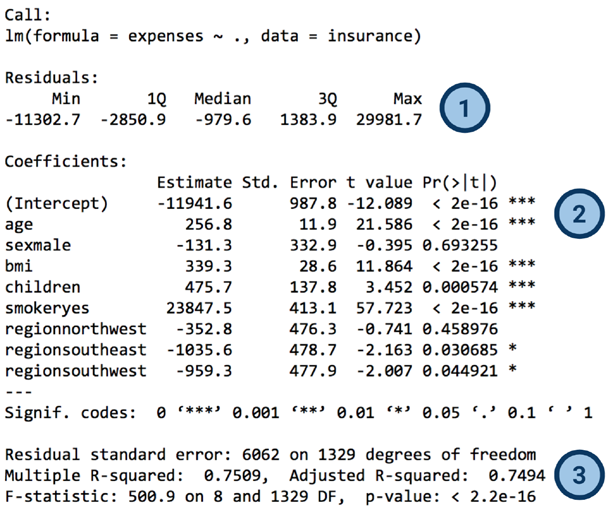 Call:
lm(formula = expenses ~ ., data = insurance)
Residuals:
Min 1Q Median 3Q Max
-11302.7 -2850.9 -979.6 1383.9 29981.7
1
Coefficients:
Estimate Std. Error t value Pr(>|t|)
(Intercept) -11941.6 987.8 -12.089 < 2e-16 ***
age 256.8 11.9 21.586 < 2e-16 ***
2
sexmale -131.3 332.9 -0.395 0.693255
bmi 339.3 28.6 11.864 < 2e-16 ***
children 475.7 137.8 3.452 0.000574 ***
smokeryes 23847.5 413.1 57.723 < 2e-16 ***
regionnorthwest -352.8 476.3 -0.741 0.458976
regionsoutheast -1035.6 478.7 -2.163 0.030685 *
regionsouthwest -959.3 477.9 -2.007 0.044921 *
---
Signif. codes: 0 ‘***’ 0.001 ‘**’ 0.01 ‘*’ 0.05 ‘.’ 0.1 ‘ ’ 1
Residual standard error: 6062 on 1329 degrees of freedom
Multiple R-squared: 0.7509, Adjusted R-squared: 0.7494
3
F-statistic: 500.9 on 8 and 1329 DF, p-value: < 2.2e-16